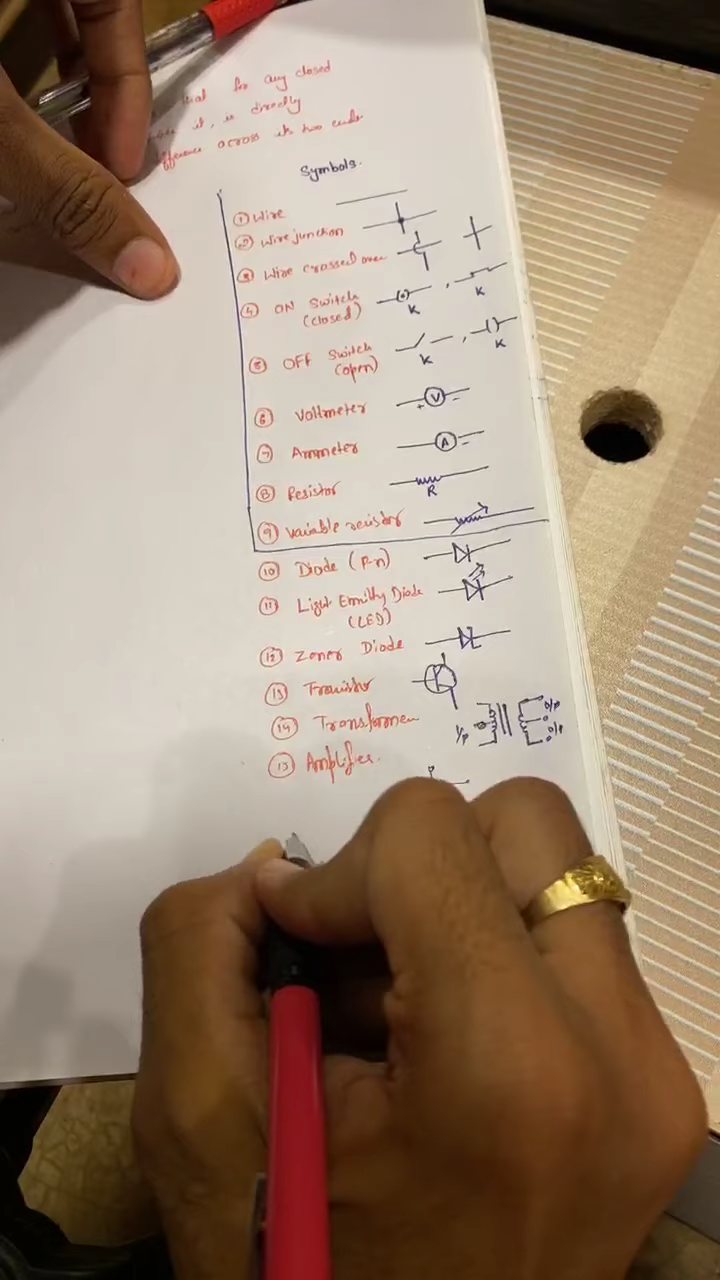 for any closed
it, is directly
across its two ends
Symbols.
① Wire
② Wire junction
③ Wire crossed over
④ ON Switch , 
(closed) K K
⑤ OFF Switch , 
(open) K K
⑥ Voltmeter + V -
⑦ Ammeter A -
⑧ Resistor R
⑨ Variable resistor
⑩ Diode (P-n)
⑪ Light Emitty Diode
(LED)
⑫ Zoner Diode
⑬ Transistor
⑭ Transformer I/p o/p o/p
⑮ Amplifier.